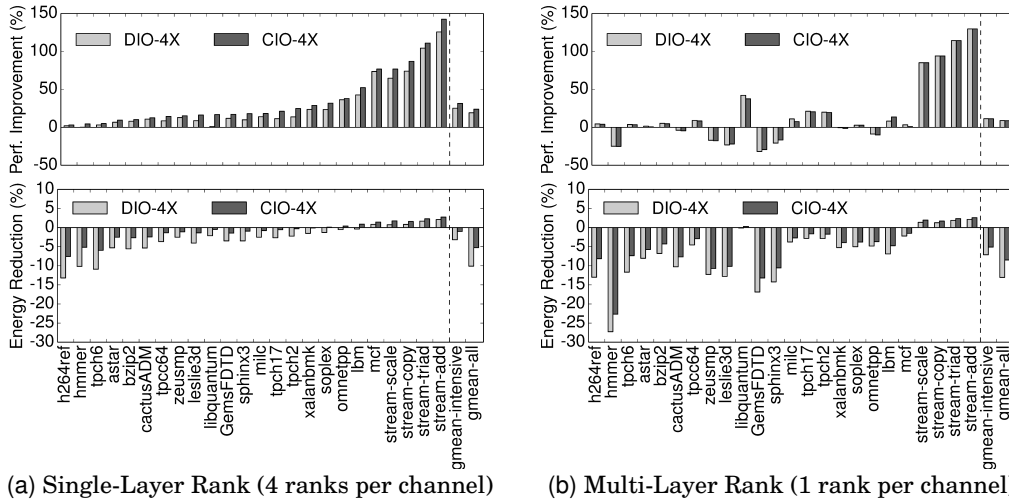 Perf. Improvement (%)
150
100
50
0
-50
DIO-4X
CIO-4X
Energy Reduction (%)
10
5
0
-5
-10
-15
-20
-25
-30
DIO-4X
CIO-4X
h264ref
hmmer
tpch6
astar
bzip2
cactusADM
tpcc64
zeusmp
leslie3d
libquantum
GemsFDTD
sphinx3
milc
tpch17
tpch2
xalanbmk
soplex
omnetpp
lbm
mcf
stream-scale
stream-copy
stream-triad
stream-add
gmean-intensive
gmean-all
(a) Single-Layer Rank (4 ranks per channel)
Perf. Improvement (%)
150
100
50
0
-50
DIO-4X
CIO-4X
Energy Reduction (%)
10
5
0
-5
-10
-15
-20
-25
-30
DIO-4X
CIO-4X
h264ref
hmmer
tpch6
astar
bzip2
cactusADM
tpcc64
zeusmp
leslie3d
libquantum
GemsFDTD
sphinx3
milc
tpch17
tpch2
xalanbmk
soplex
omnetpp
lbm
mcf
stream-scale
stream-copy
stream-triad
stream-add
gmean-intensive
gmean-all
(b) Multi-Layer Rank (1 rank per channel)